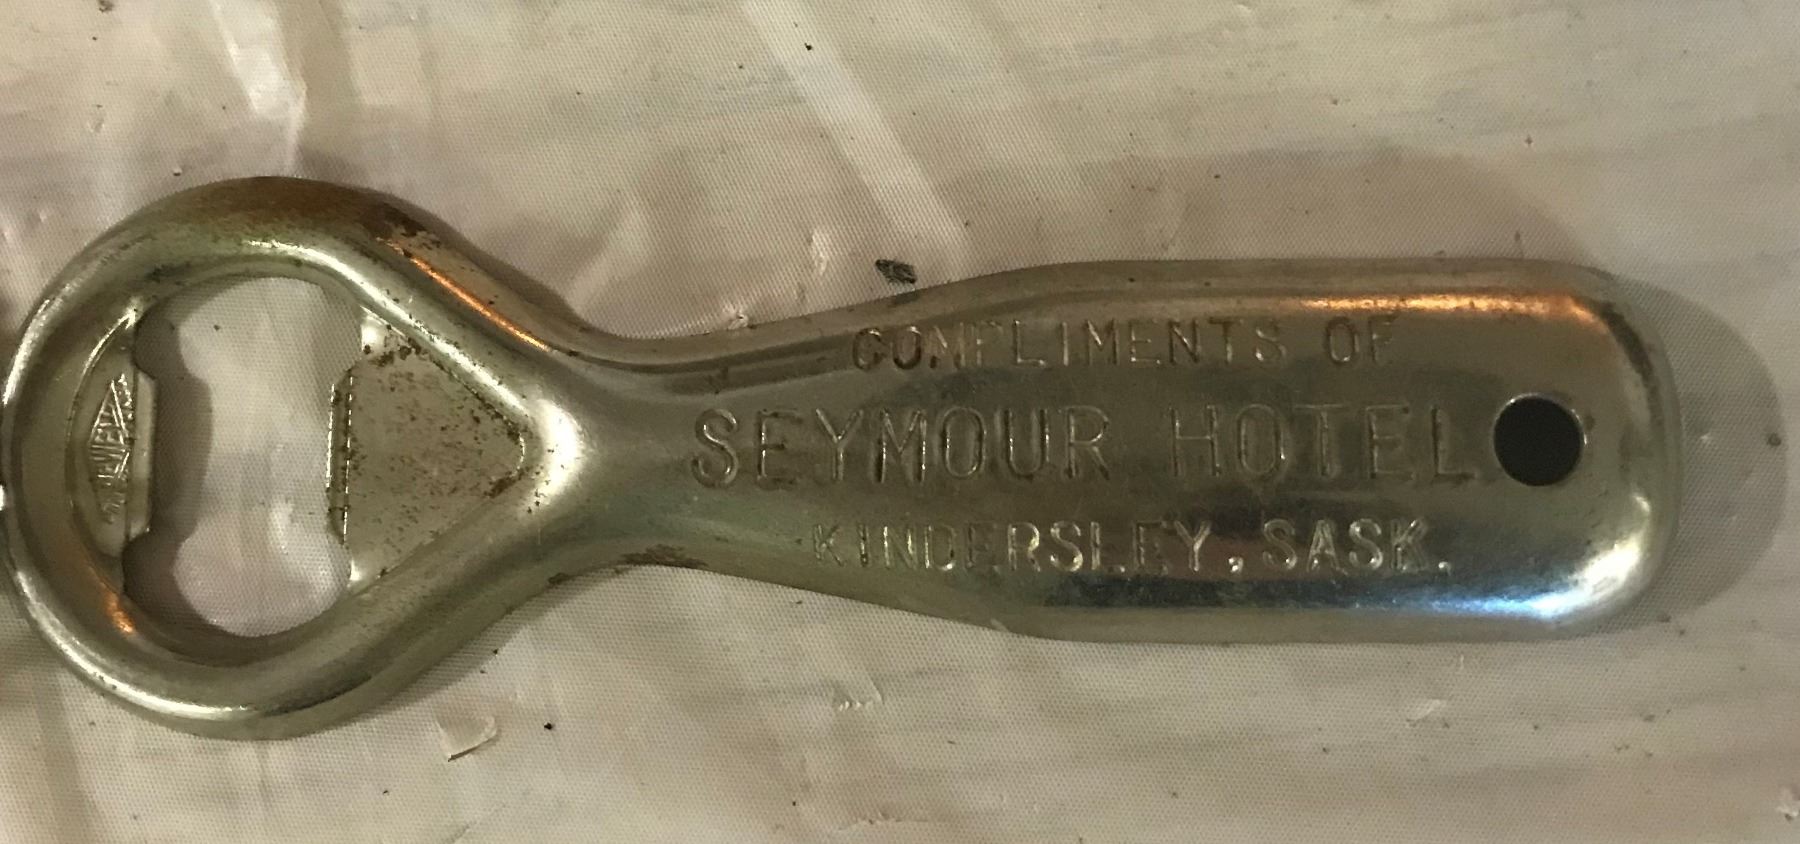 COMPLIMENTS OF
SEYMOUR HOTEL
KINDERSLEY, SASK.